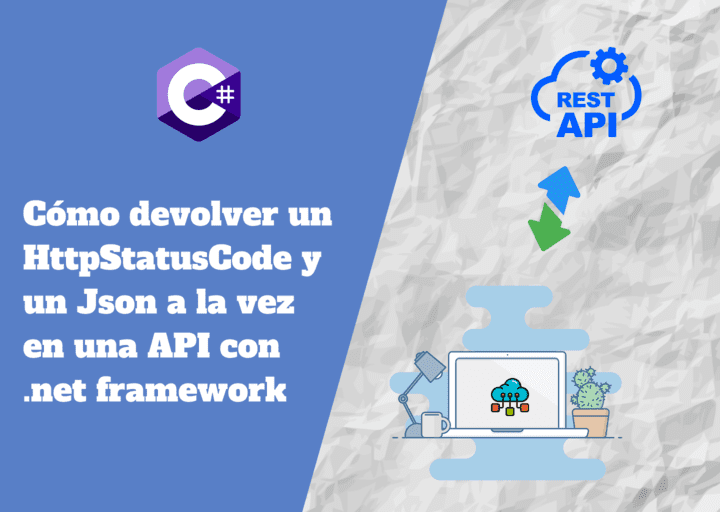 C#
REST
API
Cómo devolver un
HttpStatusCode y
un Json a la vez
en una API con
.net framework